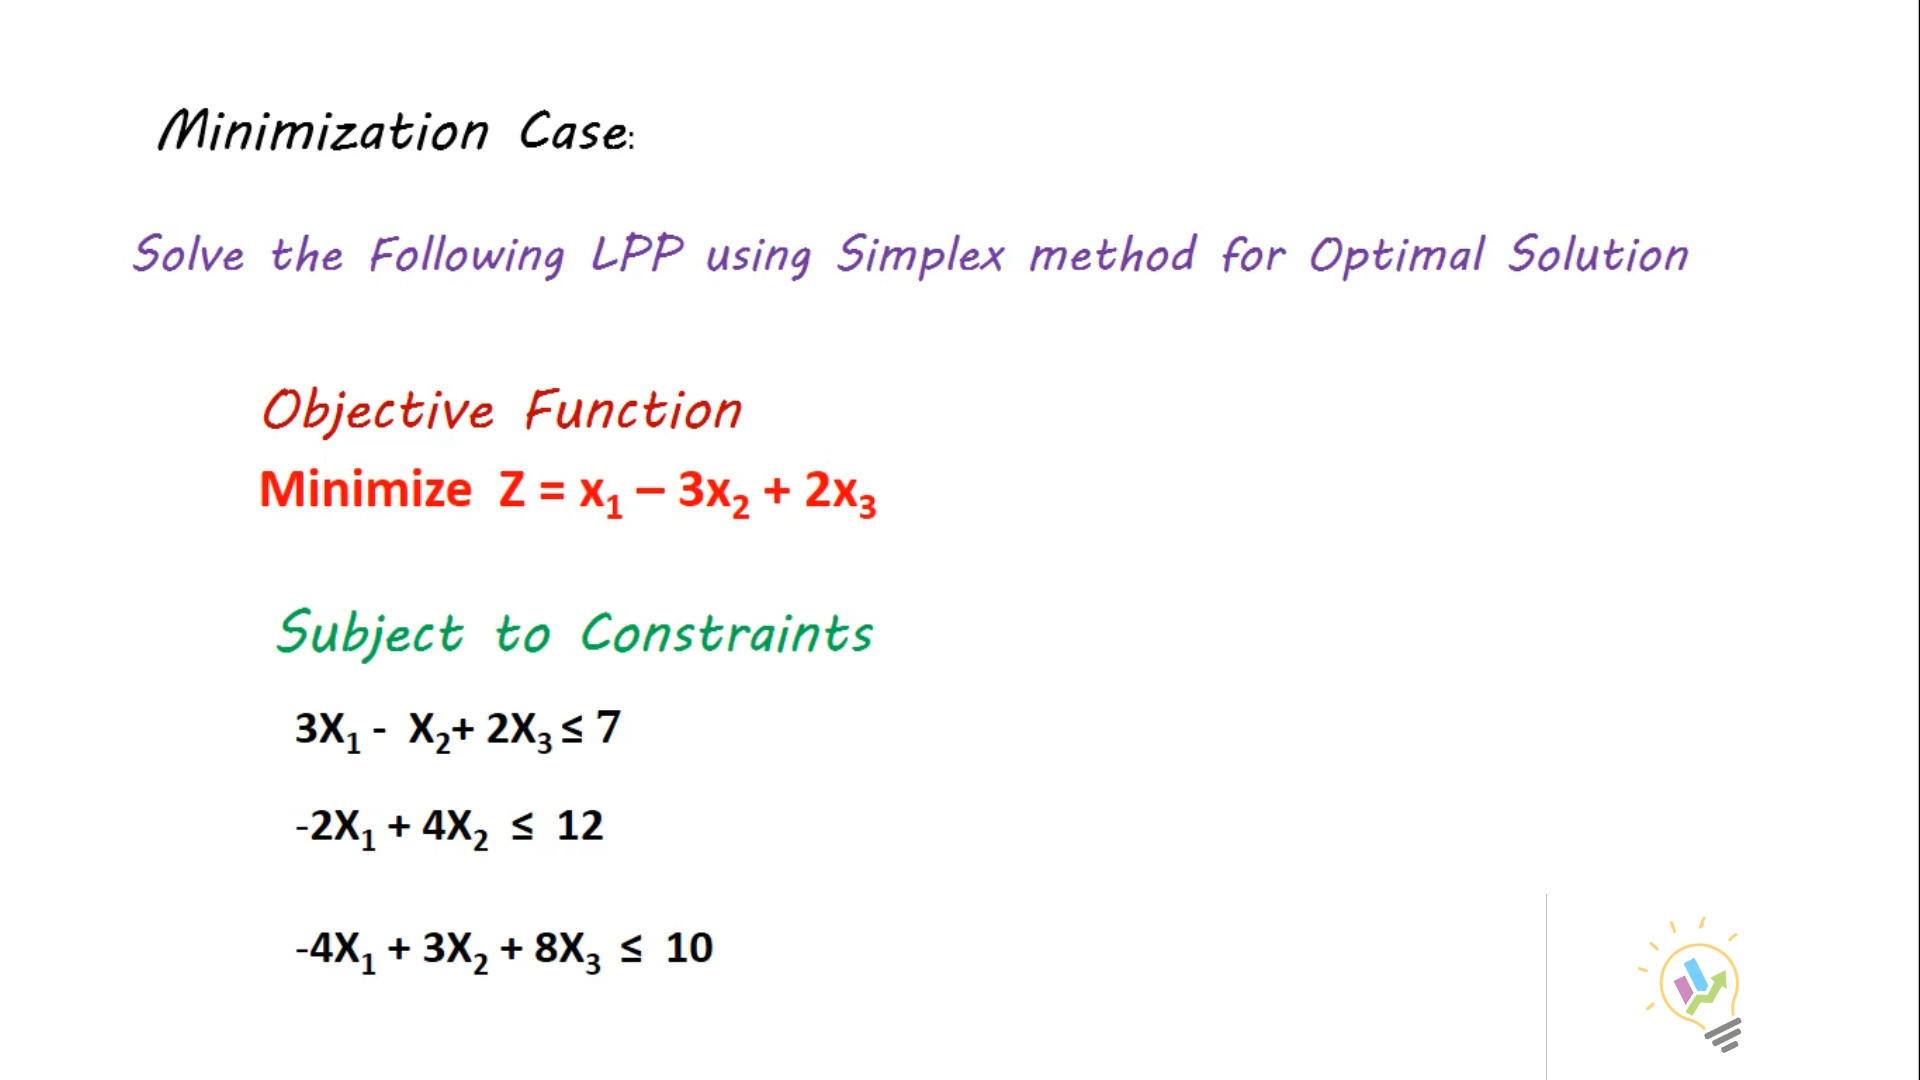 Minimization Case:
Solve the Following LPP using Simplex method for Optimal Solution
Objective Function
Minimize Z = x₁ – 3x₂ + 2x₃
Subject to Constraints
3X₁ - X₂+ 2X₃ ≤ 7
-2X₁ + 4X₂ ≤ 12
-4X₁ + 3X₂ + 8X₃ ≤ 10